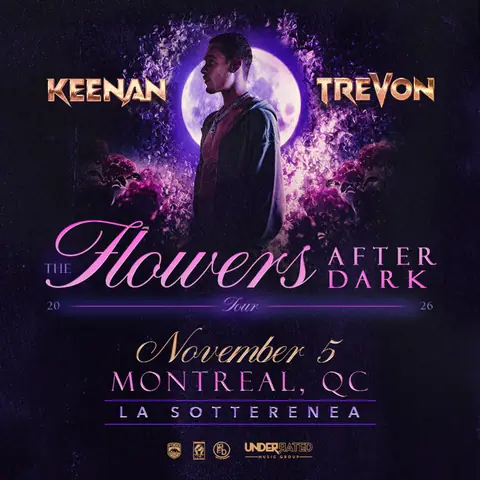 KEENAN TREVON
THE Flowers AFTER DARK
20 Tour 26
November 5
MONTREAL, QC
LA SOTTERENEA
UNDERRATED
MUSIC GROUP